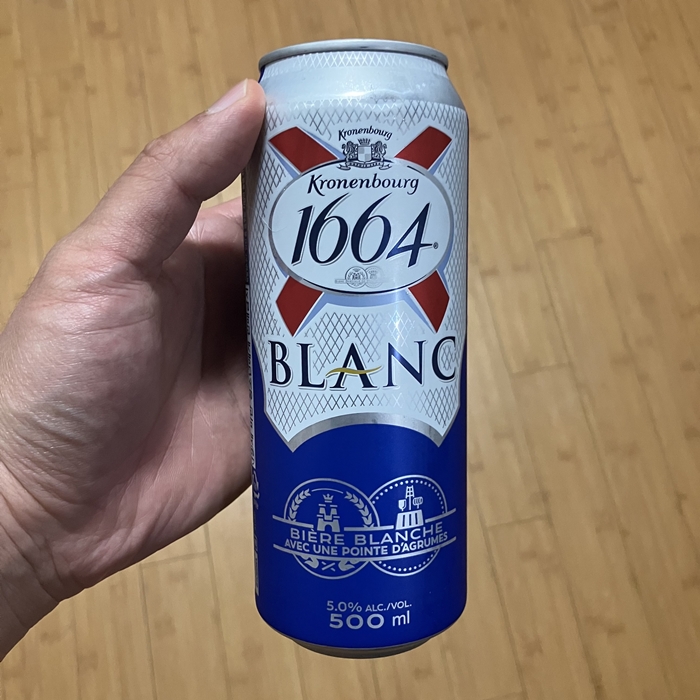 Kronenbourg
Kronenbourg
1664®
BLANC
BIÈRE BLANCHE
AVEC UNE POINTE D'AGRUMES
5.0% ALC./VOL.
500 ml